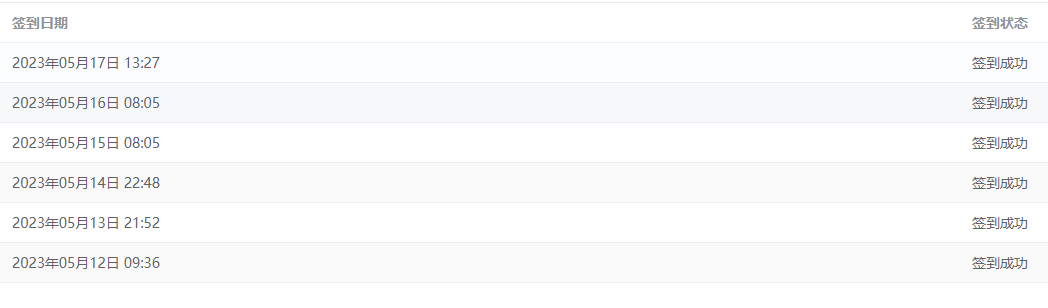 签到日期 签到状态
2023年05月17日 13:27 签到成功
2023年05月16日 08:05 签到成功
2023年05月15日 08:05 签到成功
2023年05月14日 22:48 签到成功
2023年05月13日 21:52 签到成功
2023年05月12日 09:36 签到成功